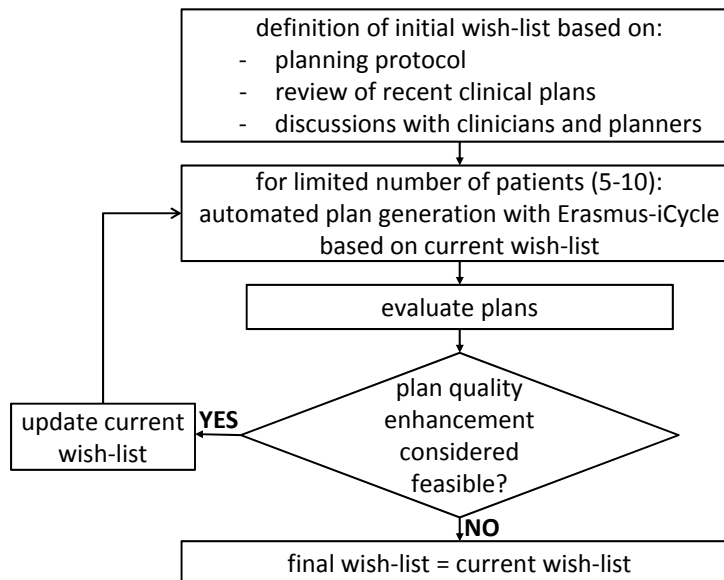 definition of initial wish-list based on:
- planning protocol
- review of recent clinical plans
- discussions with clinicians and planners
for limited number of patients (5-10):
automated plan generation with Erasmus-iCycle
based on current wish-list
evaluate plans
plan quality
enhancement
considered
feasible?
YES
update current
wish-list
NO
final wish-list = current wish-list